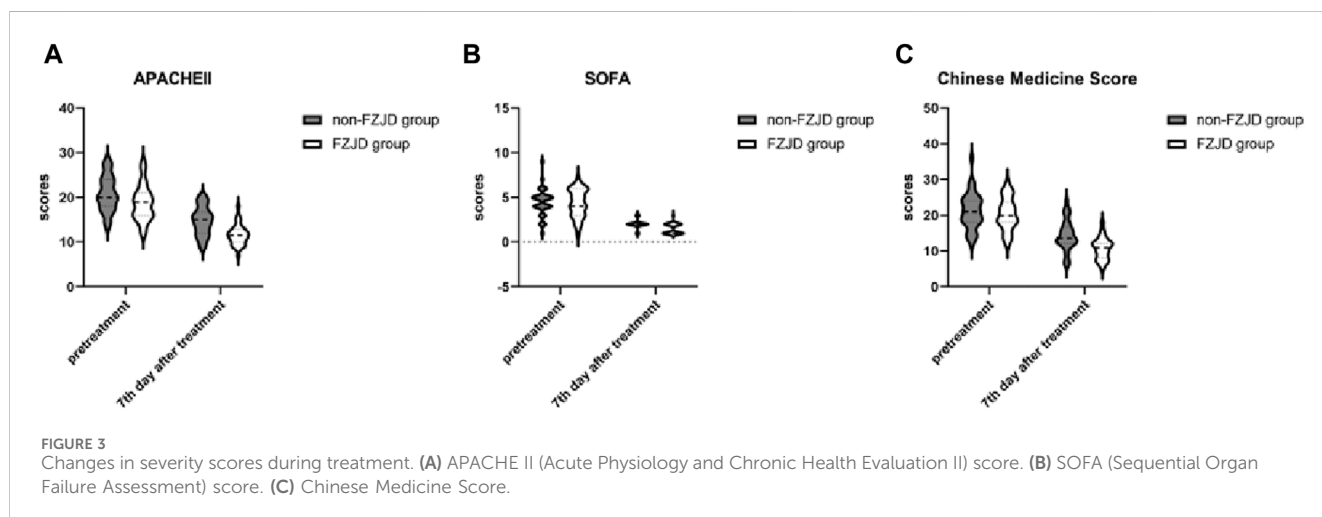 A
APACHEII
40
30
20
10
0
scores
pretreatment
7th day after treatment
non-FZJD group
FZJD group
B
SOFA
15
10
5
0
-5
scores
pretreatment
7th day after treatment
non-FZJD group
FZJD group
C
Chinese Medicine Score
50
40
30
20
10
0
scores
pretreatment
7th day after treatment
non-FZJD group
FZJD group
FIGURE 3
Changes in severity scores during treatment. (A) APACHE II (Acute Physiology and Chronic Health Evaluation II) score. (B) SOFA (Sequential Organ
Failure Assessment) score. (C) Chinese Medicine Score.